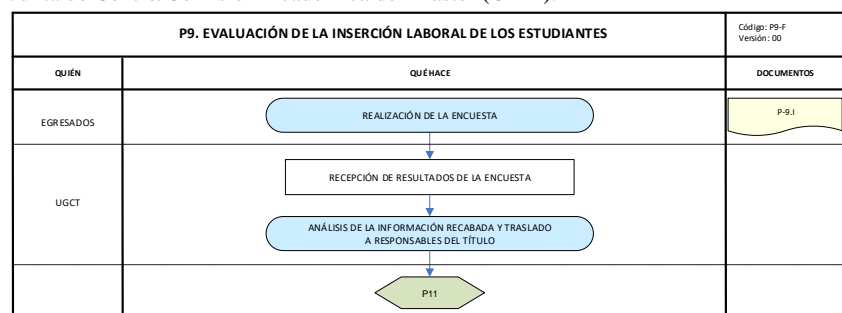 P9. EVALUACIÓN DE LA INSERCIÓN LABORAL DE LOS ESTUDIANTES
Código: P9-F
Versión: 00
QUIÉN
QUÉ HACE
DOCUMENTOS
EGRESADOS
REALIZACIÓN DE LA ENCUESTA
P-9.I
UGCT
RECEPCIÓN DE RESULTADOS DE LA ENCUESTA
ANÁLISIS DE LA INFORMACIÓN RECABADA Y TRASLADO
A RESPONSABLES DEL TÍTULO
P11